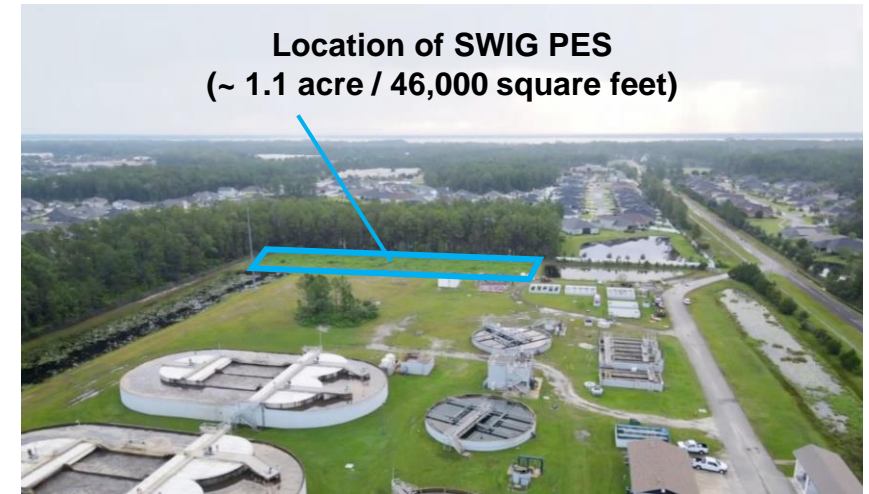 Location of SWIG PES
(~ 1.1 acre / 46,000 square feet)